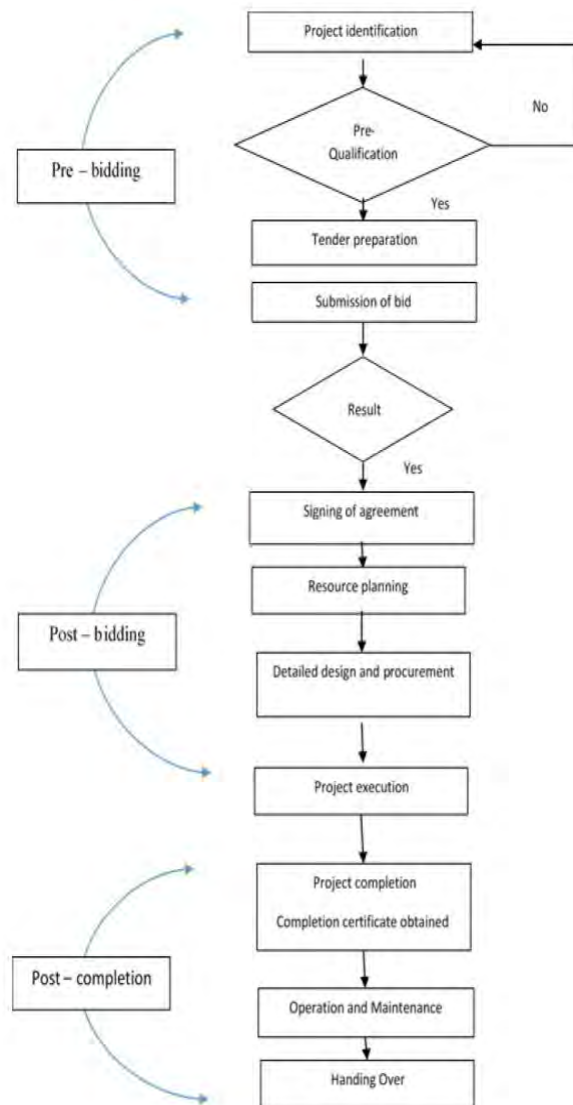 Project identification
No
Pre-
Qualification
Pre – bidding
Yes
Tender preparation
Submission of bid
Result
Yes
Signing of agreement
Resource planning
Post – bidding
Detailed design and procurement
Project execution
Project completion
Completion certificate obtained
Post – completion
Operation and Maintenance
Handing Over